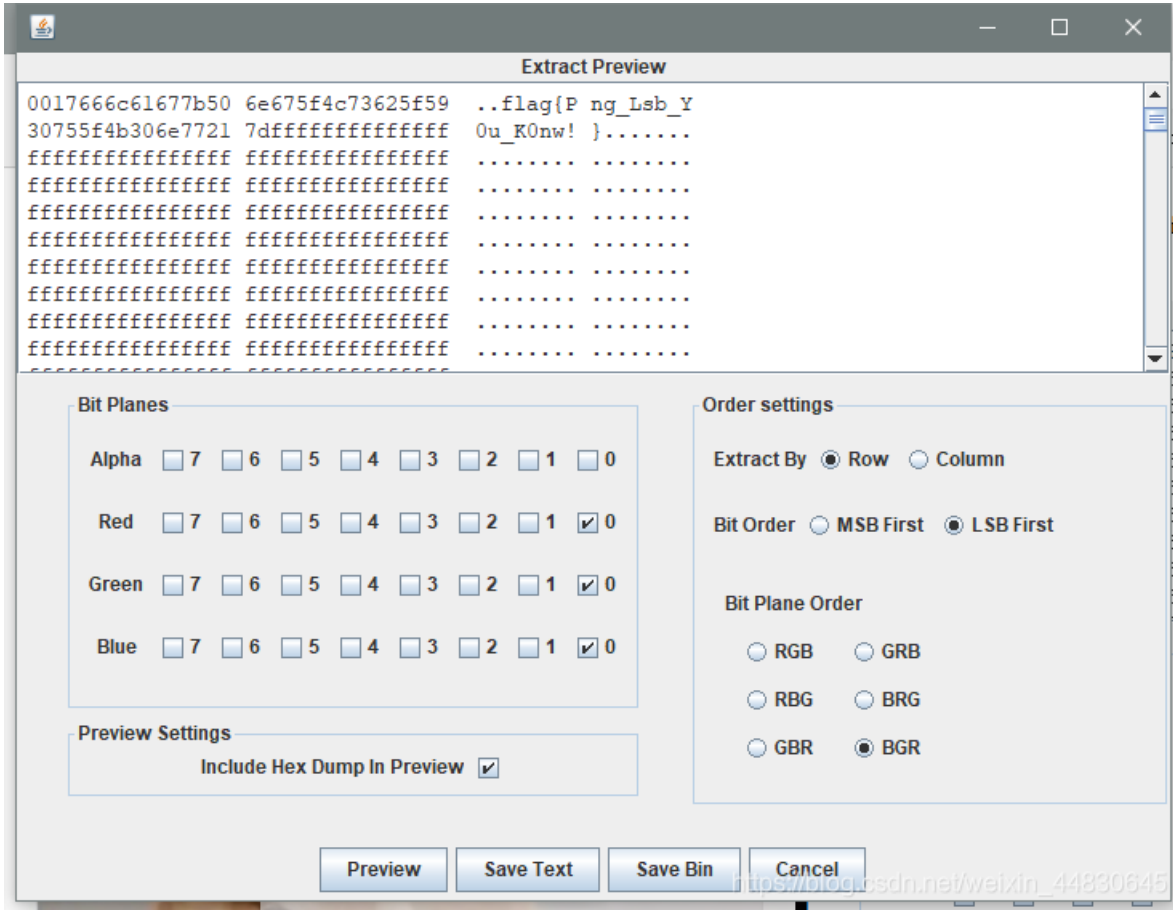 Extract Preview
0017666c61677b50 6e675f4c73625f59 ..flag{P ng_Lsb_Y
30755f4b306e7721 7dffffffffffffff 0u_K0nw! }.......
ffffffffffffffff ffffffffffffffff ........ ........
ffffffffffffffff ffffffffffffffff ........ ........
ffffffffffffffff ffffffffffffffff ........ ........
ffffffffffffffff ffffffffffffffff ........ ........
ffffffffffffffff ffffffffffffffff ........ ........
ffffffffffffffff ffffffffffffffff ........ ........
ffffffffffffffff ffffffffffffffff ........ ........
ffffffffffffffff ffffffffffffffff ........ ........
Bit Planes
Alpha 7 6 5 4 3 2 1 0
Red 7 6 5 4 3 2 1 0
Green 7 6 5 4 3 2 1 0
Blue 7 6 5 4 3 2 1 0
Preview Settings
Include Hex Dump In Preview
Order settings
Extract By Row Column
Bit Order MSB First LSB First
Bit Plane Order
RGB GRB
RBG BRG
GBR BGR
Preview Save Text Save Bin Cancel
https://blog.csdn.net/weixin_44830645